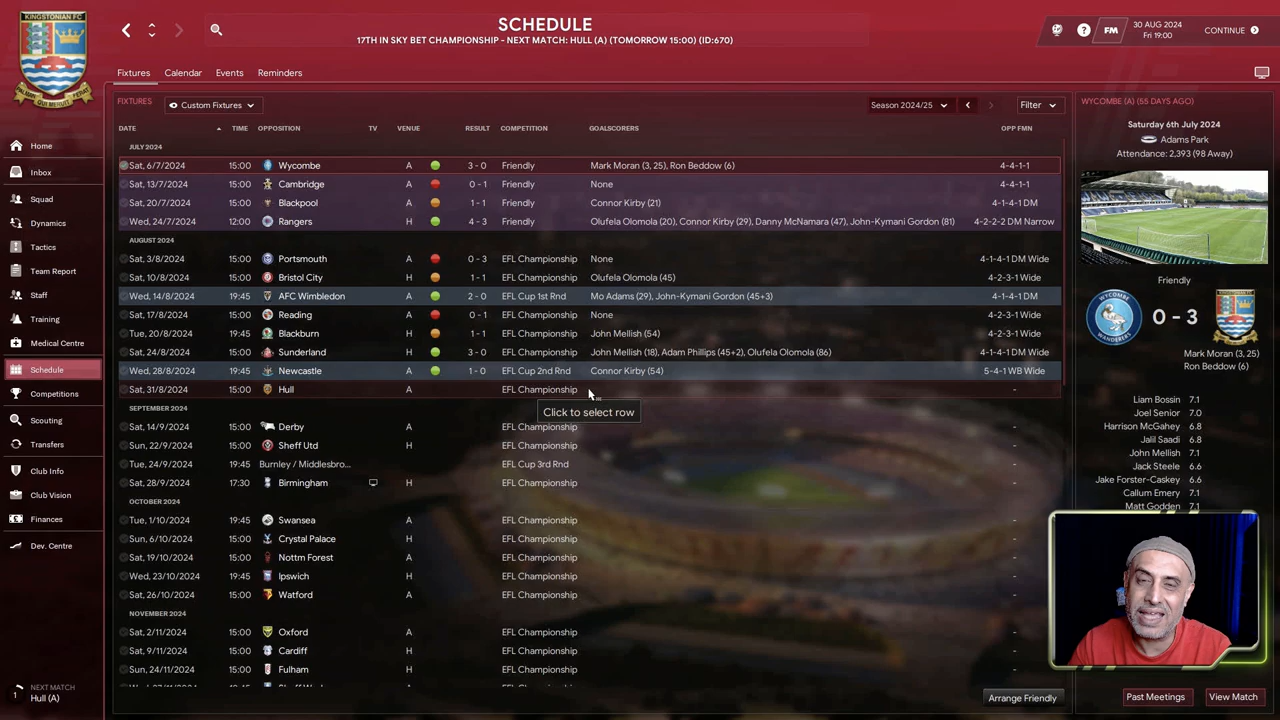 KINGSTONIAN FC
SCHEDULE
17TH IN SKY BET CHAMPIONSHIP - NEXT MATCH: HULL (A) (TOMORROW 15:00) (ID:670)
FM
30 AUG 2024
Fri 19:00
CONTINUE
Fixtures Calendar Events Reminders
Home
Inbox
Squad
Dynamics
Tactics
Team Report
Staff
Training
Medical Centre
Schedule
Competitions
Scouting
Transfers
Club Info
Club Vision
Finances
Dev. Centre
NEXT MATCH
Hull (A)
FIXTURES Custom Fixtures Season 2024/25 Filter
DATE TIME OPPOSITION TV VENUE RESULT COMPETITION GOALSCORERS OPP FMN
JULY 2024
Sat, 6/7/2024 15:00 Wycombe A 3 - 0 Friendly Mark Moran (3, 25), Ron Beddow (6) 4-4-1-1
Sat, 13/7/2024 15:00 Cambridge A 0 - 1 Friendly None 4-4-1-1
Sat, 20/7/2024 15:00 Blackpool A 1 - 1 Friendly Connor Kirby (21) 4-1-4-1 DM
Wed, 24/7/2024 12:00 Rangers H 4 - 3 Friendly Olufela Olomola (20), Connor Kirby (29), Danny McNamara (47), John-Kymani Gordon (81) 4-2-2-2 DM Narrow
AUGUST 2024
Sat, 3/8/2024 15:00 Portsmouth A 0 - 3 EFL Championship None 4-1-4-1 DM Wide
Sat, 10/8/2024 15:00 Bristol City H 1 - 1 EFL Championship Olufela Olomola (45) 4-2-3-1 Wide
Wed, 14/8/2024 19:45 AFC Wimbledon A 2 - 0 EFL Cup 1st Rnd Mo Adams (29), John-Kymani Gordon (45+3) 4-1-4-1 DM
Sat, 17/8/2024 15:00 Reading A 0 - 1 EFL Championship None 4-2-3-1 Wide
Tue, 20/8/2024 19:45 Blackburn H 1 - 1 EFL Championship John Mellish (54) 4-2-3-1 Wide
Sat, 24/8/2024 15:00 Sunderland H 3 - 0 EFL Championship John Mellish (18), Adam Phillips (45+2), Olufela Olomola (86) 4-1-4-1 DM Wide
Wed, 28/8/2024 19:45 Newcastle H 1 - 0 EFL Cup 2nd Rnd Connor Kirby (54) 5-4-1 WB Wide
Sat, 31/8/2024 15:00 Hull A EFL Championship -
Click to select row
SEPTEMBER 2024
Sat, 14/9/2024 15:00 Derby A EFL Championship -
Sun, 22/9/2024 15:00 Sheff Utd H EFL Championship -
Tue, 24/9/2024 19:45 Burnley / Middlesbro... EFL Cup 3rd Rnd -
Sat, 28/9/2024 17:30 Birmingham H EFL Championship -
OCTOBER 2024
Tue, 1/10/2024 19:45 Swansea A EFL Championship -
Sun, 6/10/2024 15:00 Crystal Palace H EFL Championship -
Sat, 19/10/2024 15:00 Nottm Forest A EFL Championship -
Wed, 23/10/2024 19:45 Ipswich H EFL Championship -
Sat, 26/10/2024 15:00 Watford A EFL Championship -
NOVEMBER 2024
Sat, 2/11/2024 15:00 Oxford A EFL Championship
Sat, 9/11/2024 15:00 Cardiff H EFL Championship
Sun, 24/11/2024 15:00 Fulham H EFL Championship
Arrange Friendly
WYCOMBE (A) (55 DAYS AGO)
Saturday 6th July 2024
Adams Park
Attendance: 2,393 (98 Away)
Friendly
0 - 3
Mark Moran (3, 25)
Ron Beddow (6)
Liam Bossin 7.1
Joel Senior 7.0
Harrison McGahey 6.8
Jalil Saadi 6.8
John Mellish 7.1
Jack Steele 6.6
Jake Forster-Caskey 6.6
Callum Emery 7.1
Matt Godden 7.1
Past Meetings View Match